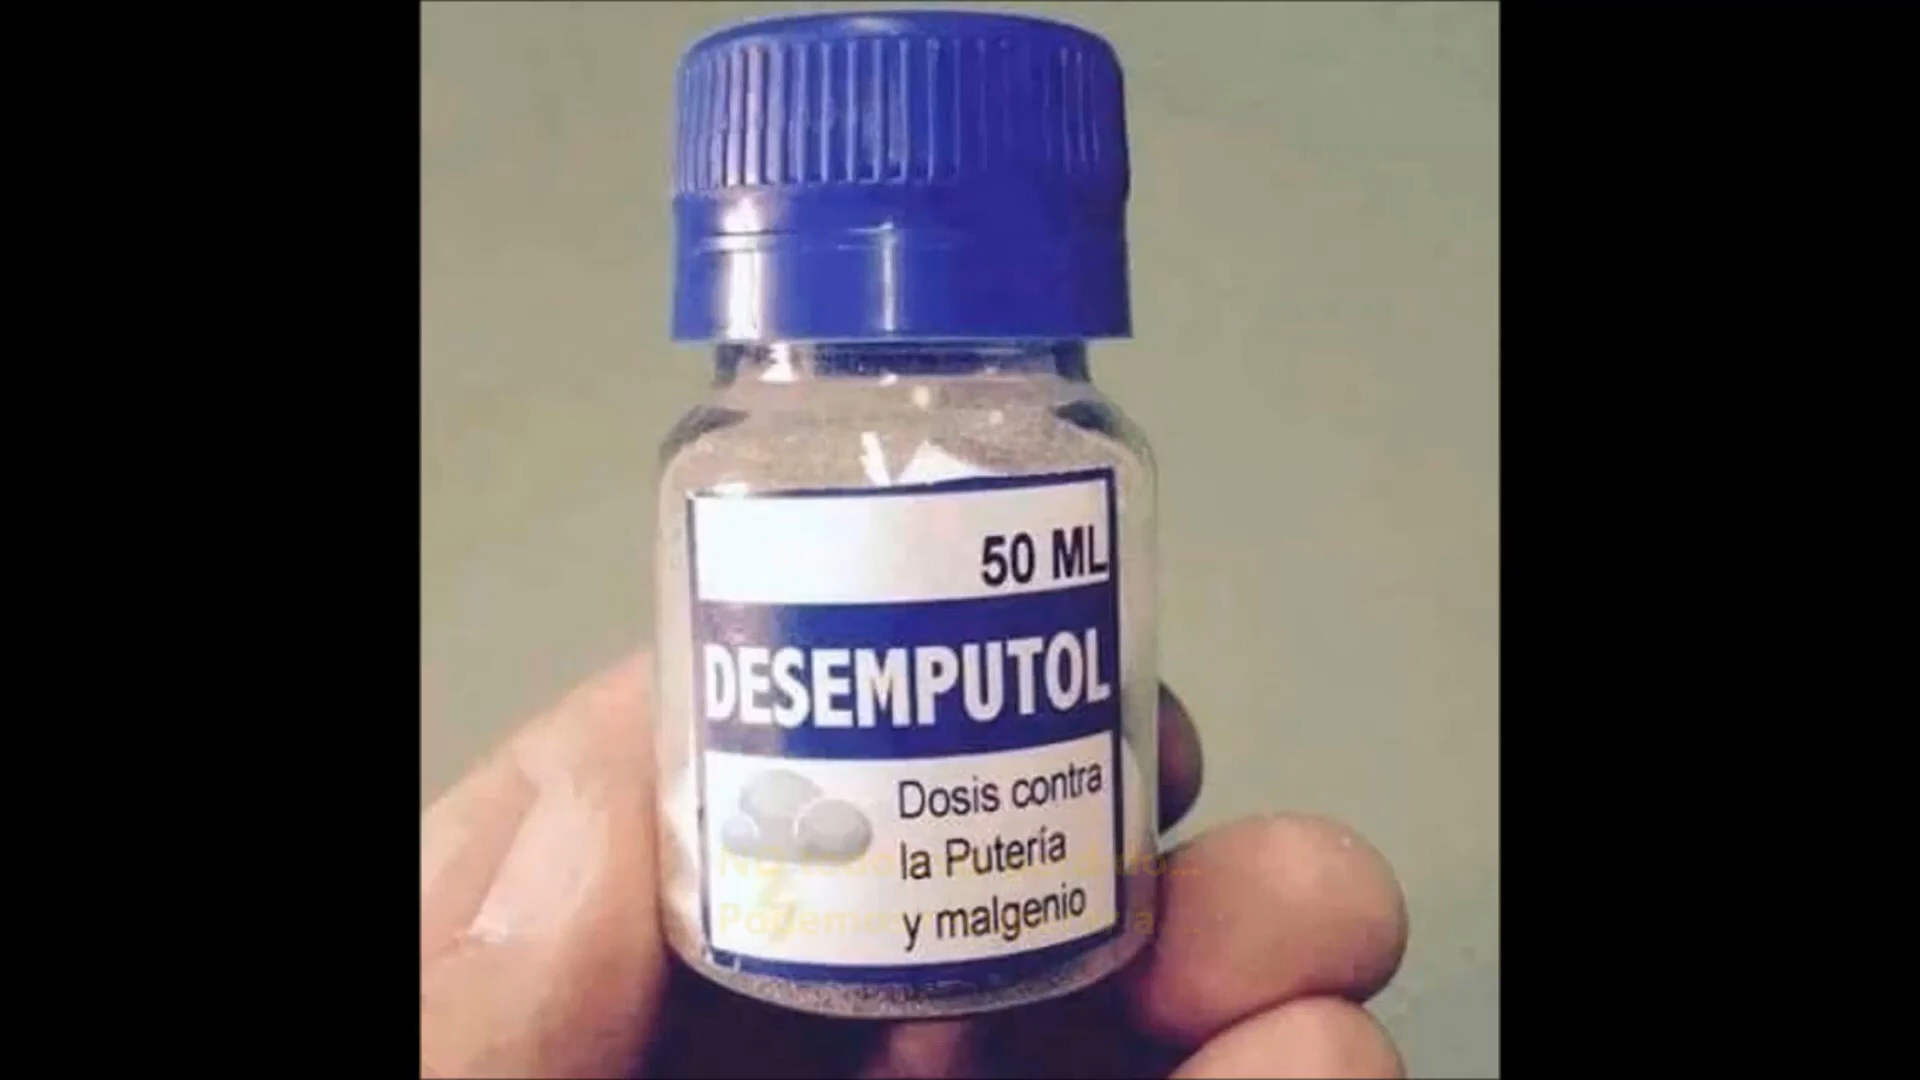 50 ML
DESEMPUTOL
Dosis contra
la Putería
y malgenio